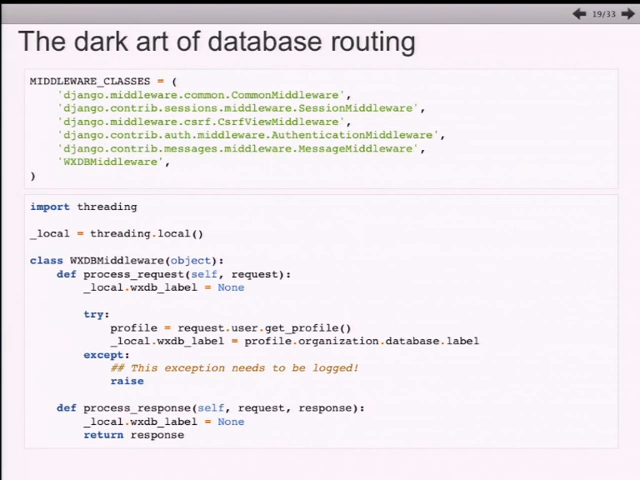 19/33
The dark art of database routing
MIDDLEWARE_CLASSES = (
    'django.middleware.common.CommonMiddleware',
    'django.contrib.sessions.middleware.SessionMiddleware',
    'django.middleware.csrf.CsrfViewMiddleware',
    'django.contrib.auth.middleware.AuthenticationMiddleware',
    'django.contrib.messages.middleware.MessageMiddleware',
    'WXDBMiddleware',
)
import threading
_local = threading.local()
class WXDBMiddleware(object):
    def process_request(self, request):
        _local.wxdb_label = None
        try:
            profile = request.user.get_profile()
            _local.wxdb_label = profile.organization.database.label
        except:
            ## This exception needs to be logged!
            raise
    def process_response(self, request, response):
        _local.wxdb_label = None
        return response